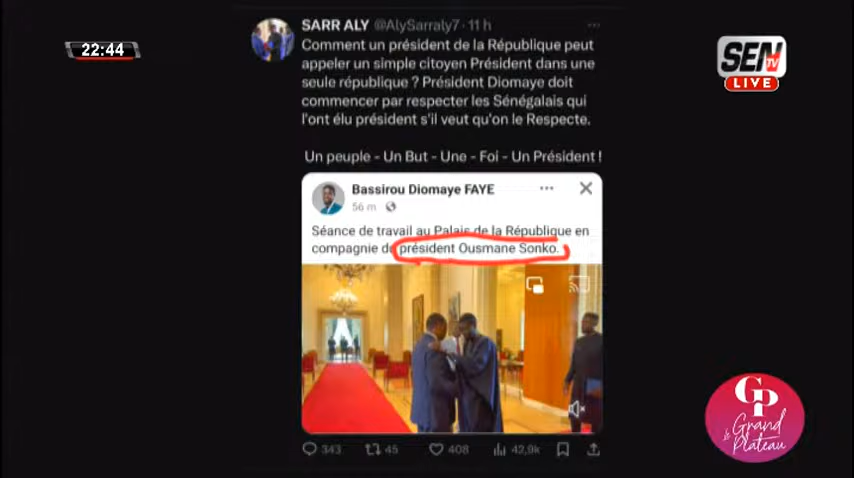 22:44
SEN
TV
LIVE
SARR ALY @AlySarraly7 · 11 h
Comment un président de la République peut
appeler un simple citoyen Président dans une
seule république ? Président Diomaye doit
commencer par respecter les Sénégalais qui
l'ont élu président s'il veut qu'on le Respecte.
Un peuple - Un But - Une - Foi - Un Président !
Bassirou Diomaye FAYE
56 m
Séance de travail au Palais de la République en
compagnie du président Ousmane Sonko.
343 45 408 42,9k
GP
le Grand
Plateau